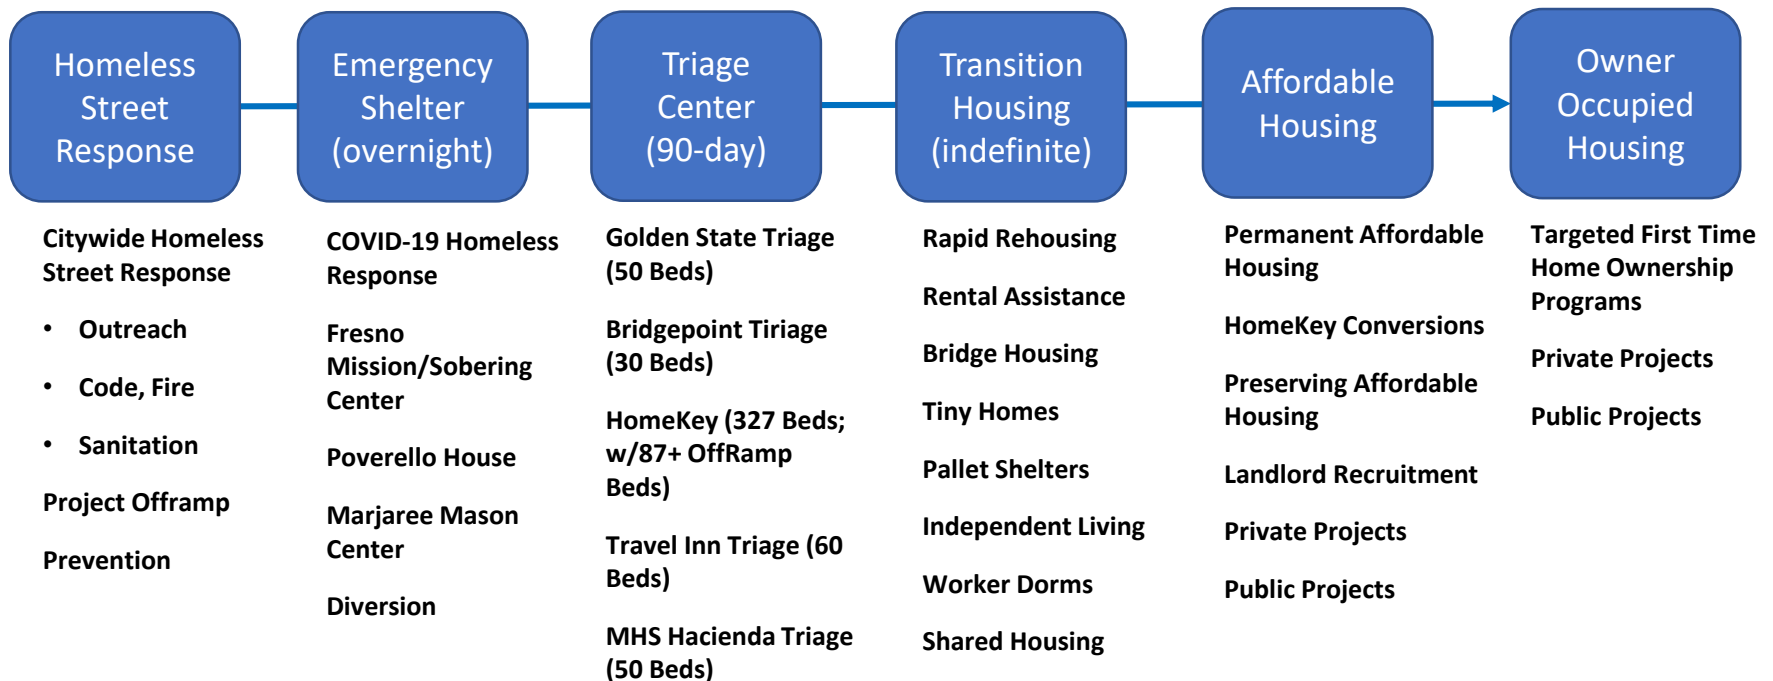 Homeless
Street
Response
Emergency
Shelter
(overnight)
Triage
Center
(90-day)
Transition
Housing
(indefinite)
Affordable
Housing
Owner
Occupied
Housing
Citywide Homeless
Street Response
• Outreach
• Code, Fire
• Sanitation
Project Offramp
Prevention
COVID-19 Homeless
Response
Fresno
Mission/Sobering
Center
Poverello House
Marjaree Mason
Center
Diversion
Golden State Triage
(50 Beds)
Bridgepoint Tiriage
(30 Beds)
HomeKey (327 Beds;
w/87+ OffRamp
Beds)
Travel Inn Triage (60
Beds)
MHS Hacienda Triage
(50 Beds)
Rapid Rehousing
Rental Assistance
Bridge Housing
Tiny Homes
Pallet Shelters
Independent Living
Worker Dorms
Shared Housing
Permanent Affordable
Housing
HomeKey Conversions
Preserving Affordable
Housing
Landlord Recruitment
Private Projects
Public Projects
Targeted First Time
Home Ownership
Programs
Private Projects
Public Projects